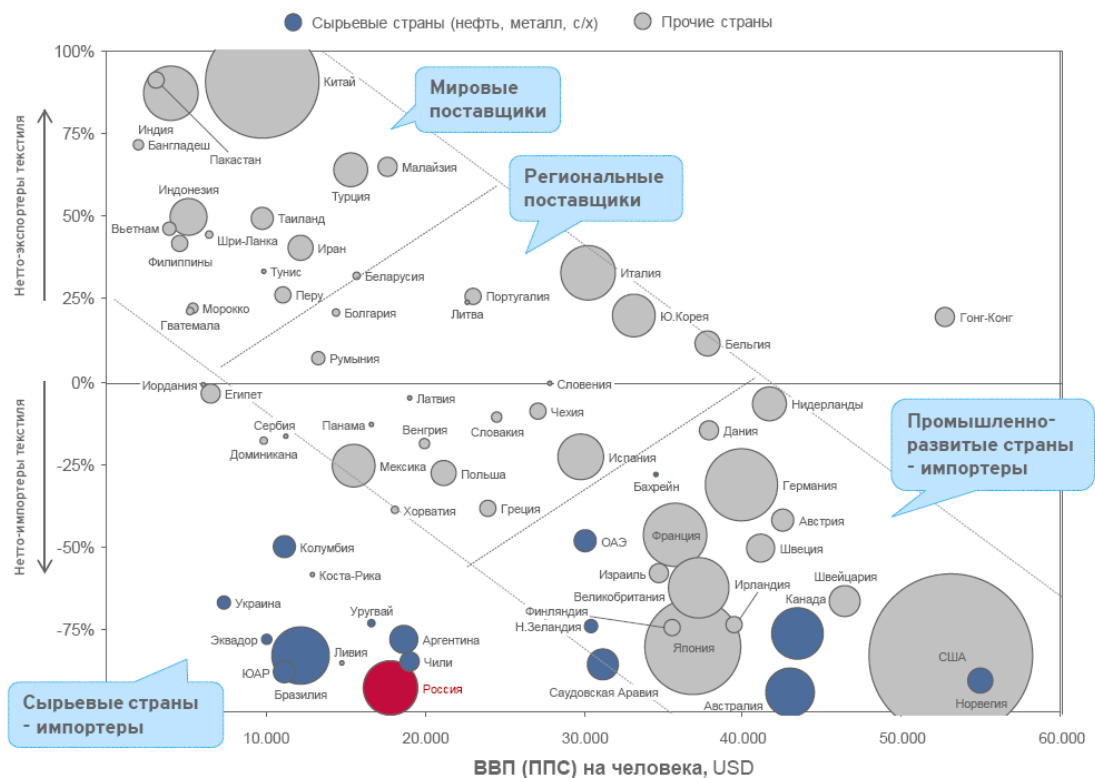 Сырьевые страны (нефть, металл, с/х)
Прочие страны
Нетто-экспортеры текстиля
Нетто-импортеры текстиля
100%
75%
50%
25%
0%
-25%
-50%
-75%
Мировые
поставщики
Региональные
поставщики
Промышленно-
развитые страны
- импортеры
Сырьевые страны
- импортеры
Китай
Индия
Бангладеш
Пакастан
Малайзия
Турция
Индонезия
Вьетнам
Таиланд
Шри-Ланка
Филиппины
Иран
Тунис
Беларусия
Перу
Морокко
Гватемала
Болгария
Португалия
Литва
Италия
Ю.Корея
Бельгия
Гонг-Конг
Румыния
Иордания
Египет
Словения
Латвия
Чехия
Словакия
Нидерланды
Сербия
Доминикана
Панама
Венгрия
Дания
Мексика
Польша
Испания
Бахрейн
Германия
Хорватия
Греция
Австрия
Колумбия
ОАЭ
Франция
Швеция
Коста-Рика
Израиль
Великобритания
Ирландия
Швейцария
Украина
Уругвай
Финляндия
Н.Зеландия
Канада
Эквадор
Аргентина
Ливия
Чили
Япония
США
ЮАР
Бразилия
Россия
Саудовская Аравия
Австралия
Норвегия
10.000
20.000
30.000
40.000
50.000
60.000
ВВП (ППС) на человека, USD